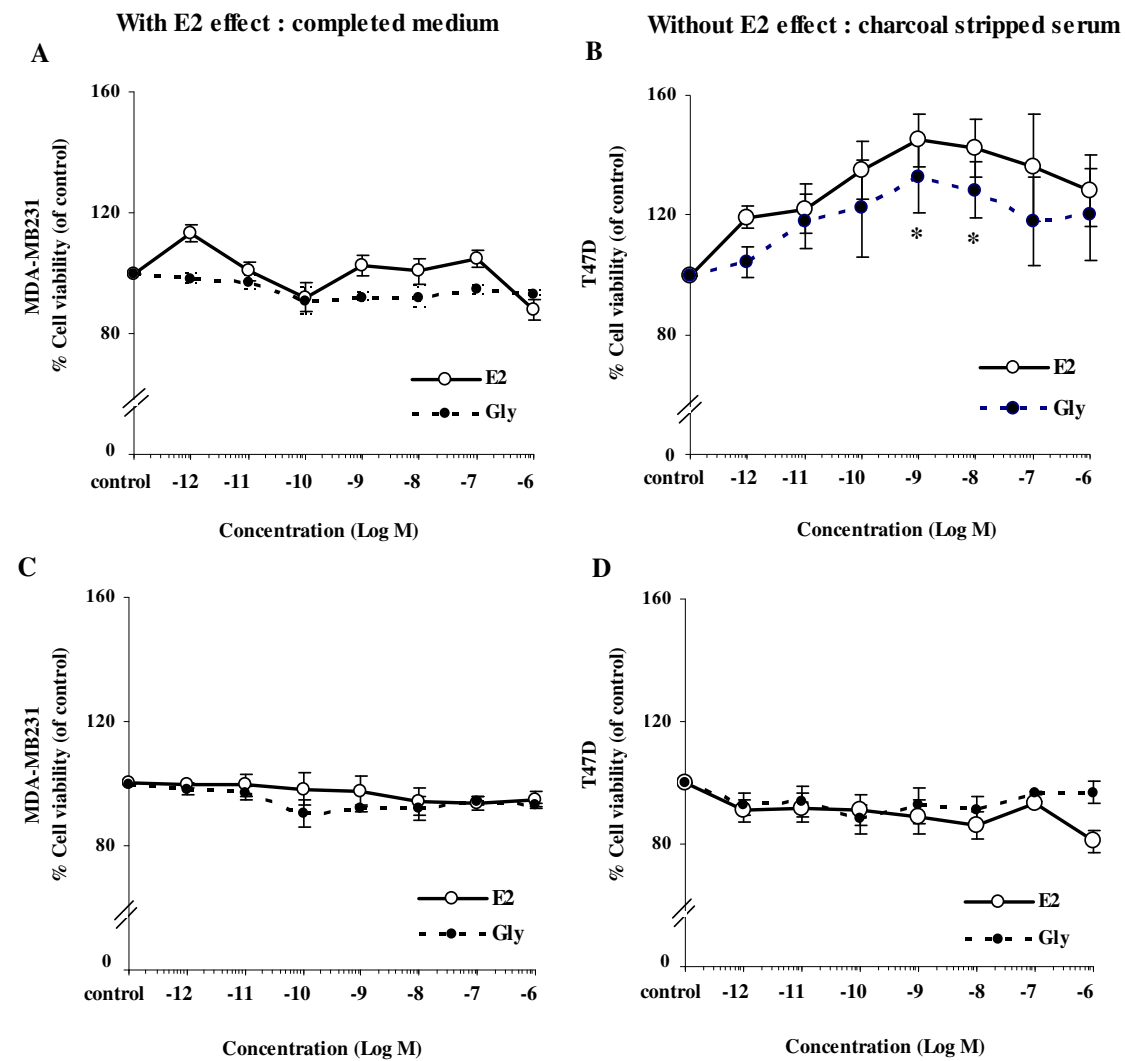 With E2 effect : completed medium
Without E2 effect : charcoal stripped serum
A
160
120
80
0
MDA-MB231
% Cell viability (of control)
E2
Gly
control -12 -11 -10 -9 -8 -7 -6
Concentration (Log M)
B
160
120
80
0
T47D
% Cell viability (of control)
* *
E2
Gly
control -12 -11 -10 -9 -8 -7 -6
Concentration (Log M)
C
160
120
80
0
MDA-MB231
% Cell viability (of control)
E2
Gly
control -12 -11 -10 -9 -8 -7 -6
Concentration (Log M)
D
160
120
80
0
T47D
% Cell viability (of control)
E2
Gly
control -12 -11 -10 -9 -8 -7 -6
Concentration (Log M)